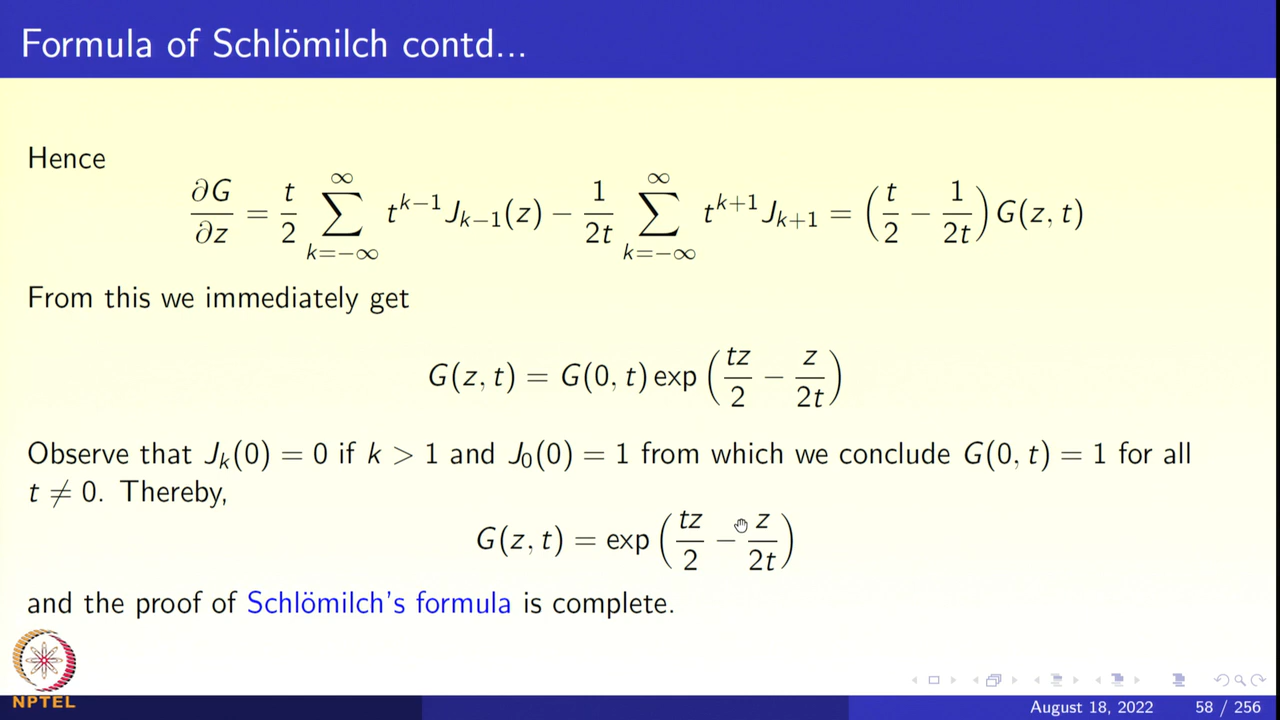 Formula of Schlömilch contd...
Hence
∂G/∂z = t/2 ∑_{k=−∞}^{∞} t^{k−1} J_{k−1}(z) − 1/2t ∑_{k=−∞}^{∞} t^{k+1} J_{k+1} = (t/2 − 1/2t) G(z, t)
From this we immediately get
G(z, t) = G(0, t) exp (tz/2 − z/2t)
Observe that J_k(0) = 0 if k > 1 and J_0(0) = 1 from which we conclude G(0, t) = 1 for all
t ≠ 0. Thereby,
G(z, t) = exp (tz/2 − z/2t)
and the proof of Schlömilch's formula is complete.
NPTEL
August 18, 2022 58 / 256